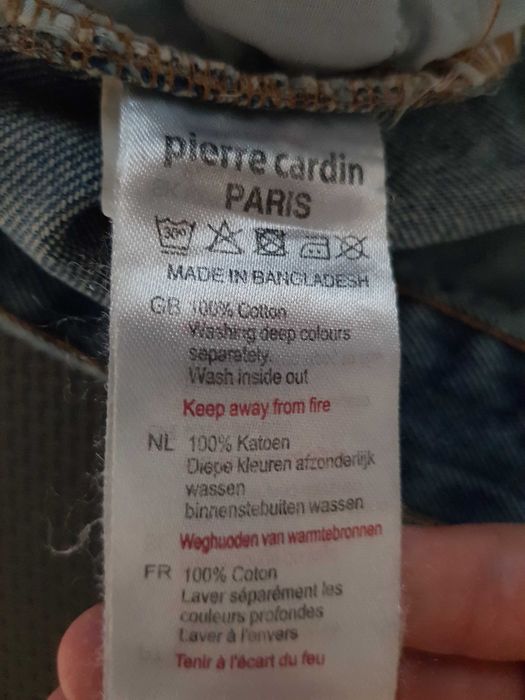 pierre cardin
PARIS
30°
MADE IN BANGLADESH
GB 100% Cotton
Washing deep colours
separately.
Wash inside out
Keep away from fire
NL 100% Katoen
Diepe kleuren afzonderlijk
wassen
binnenstebuiten wassen
Weghuoden van warmtebronnen
FR 100% Coton
Laver séparément les
couleurs profondes
Laver à l'envers
Tenir à l'écart du feu